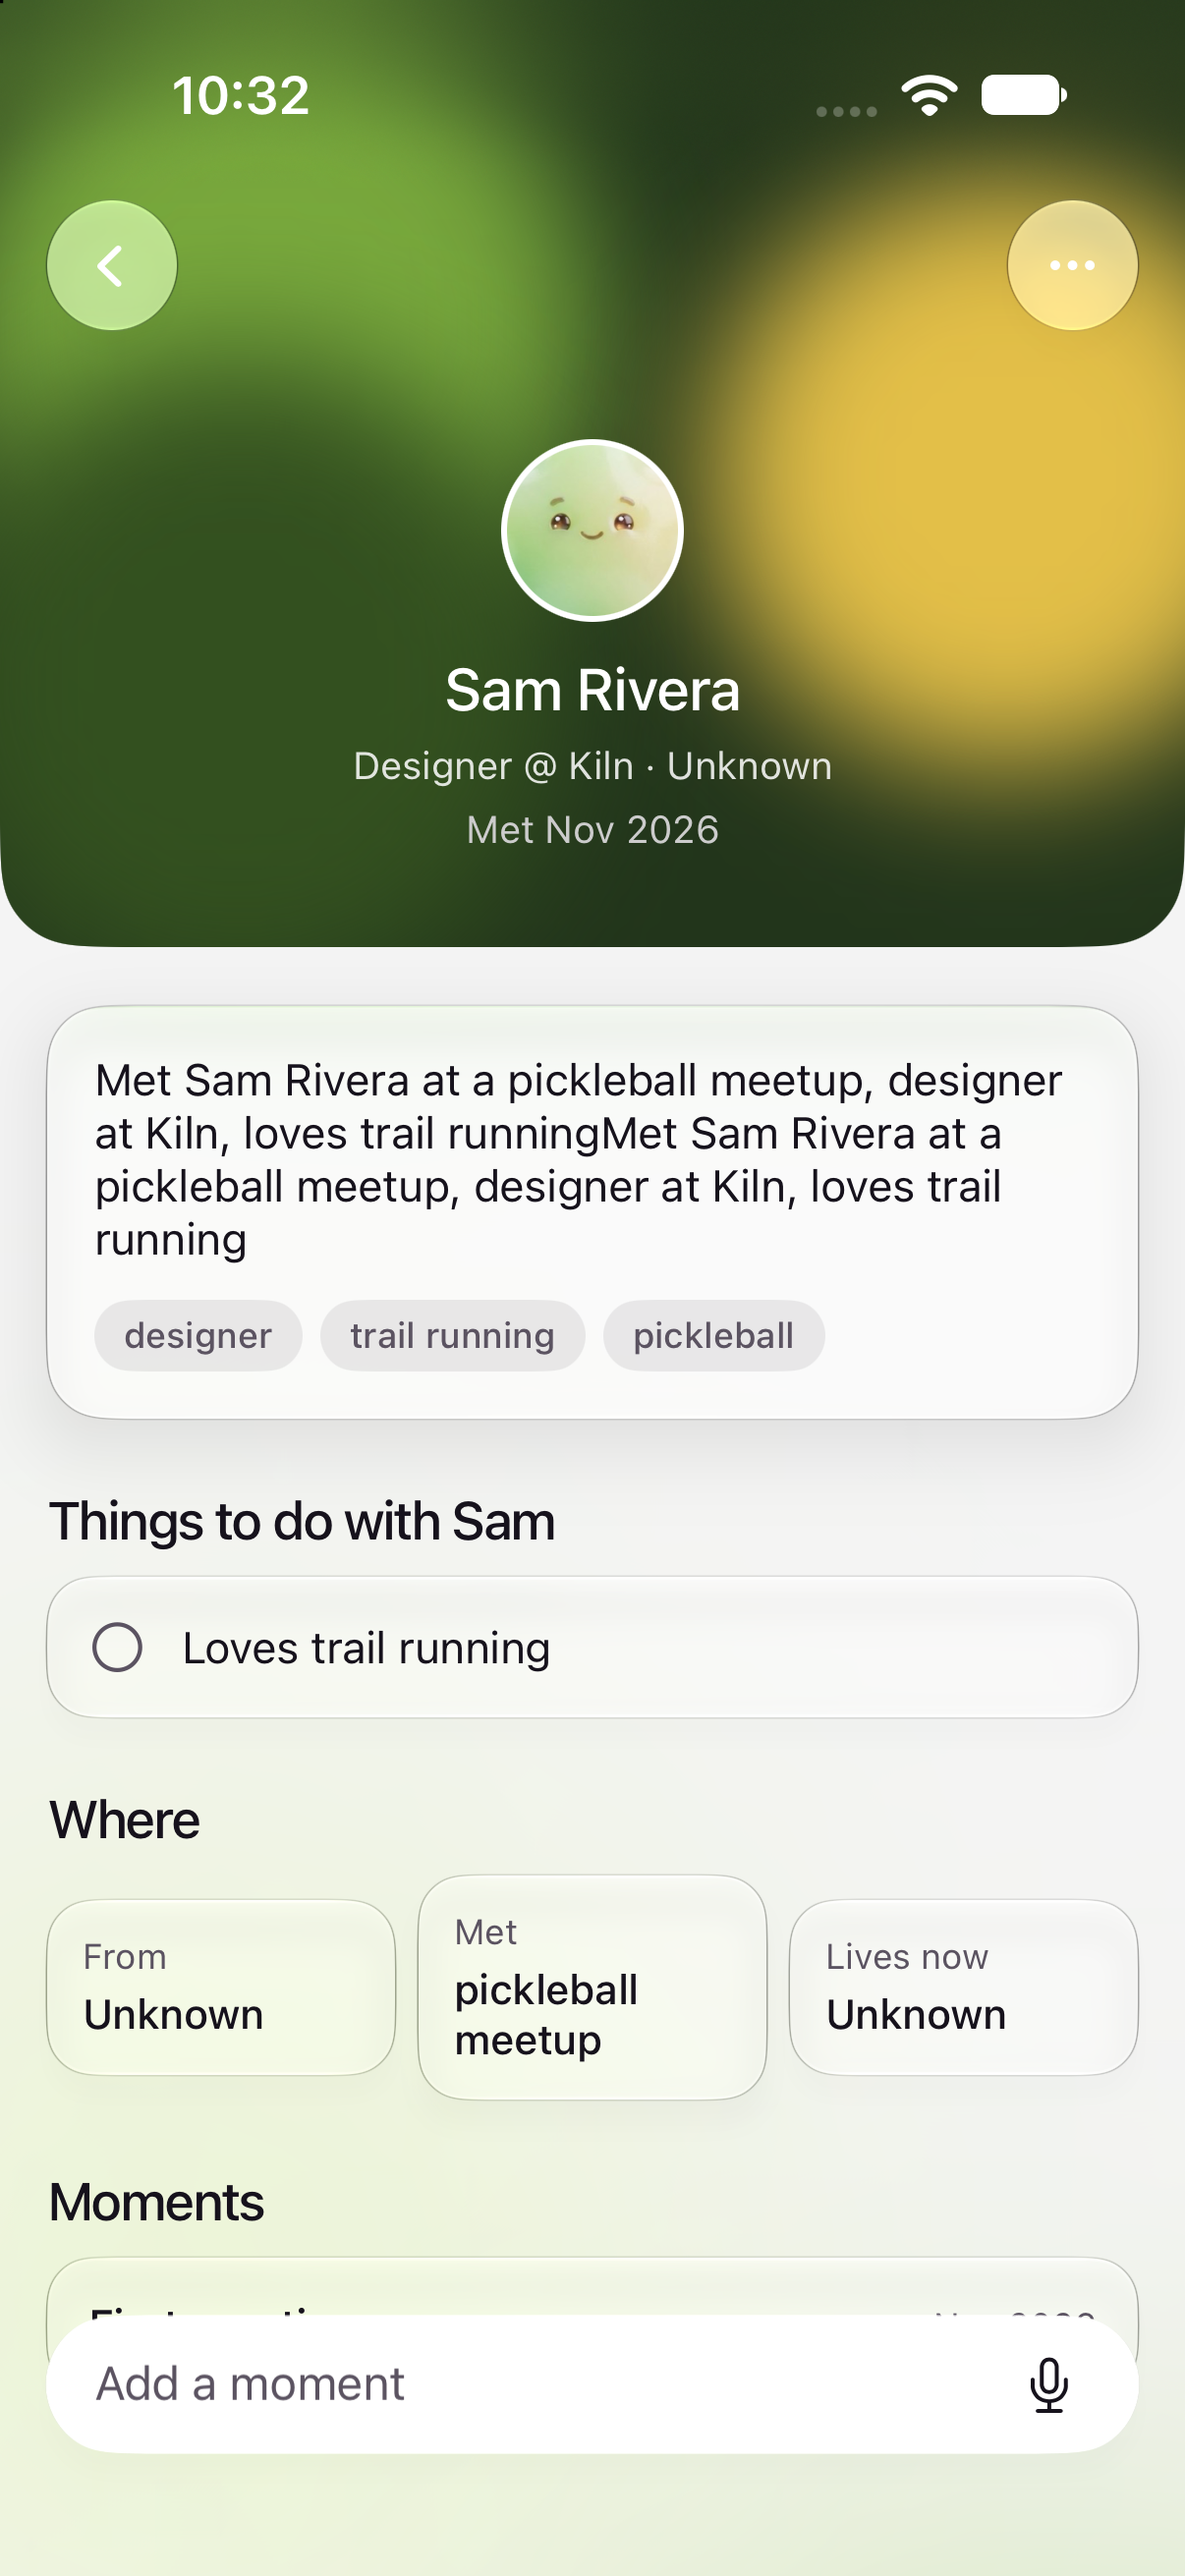 10:32
Sam Rivera
Designer @ Kiln · Unknown
Met Nov 2026
Met Sam Rivera at a pickleball meetup, designer
at Kiln, loves trail runningMet Sam Rivera at a
pickleball meetup, designer at Kiln, loves trail
running
designer trail running pickleball
Things to do with Sam
Loves trail running
Where
From
Unknown
Met
pickleball
meetup
Lives now
Unknown
Moments
Add a moment